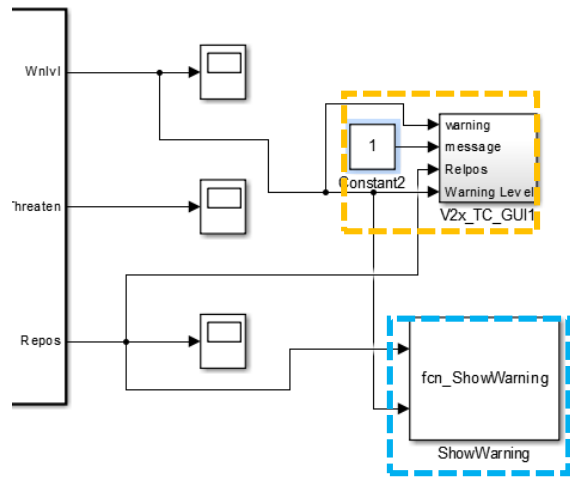 Wnlvl
warning
1
message
Relpos
Constant2
Warning Level
Threaten
V2x_TC_GUI1
Repos
fcn_ShowWarning
ShowWarning